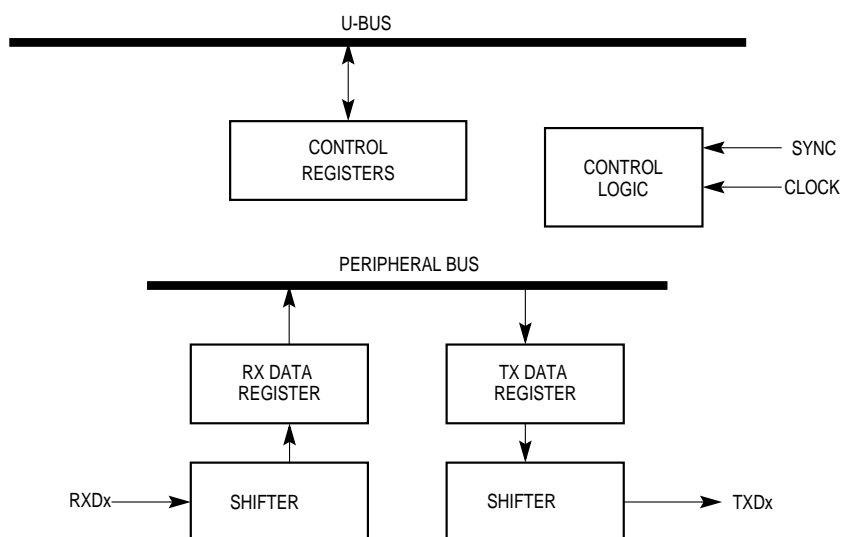 U-BUS
CONTROL
REGISTERS
CONTROL
LOGIC
SYNC
CLOCK
PERIPHERAL BUS
RX DATA
REGISTER
TX DATA
REGISTER
RXDx
SHIFTER
SHIFTER
TXDx